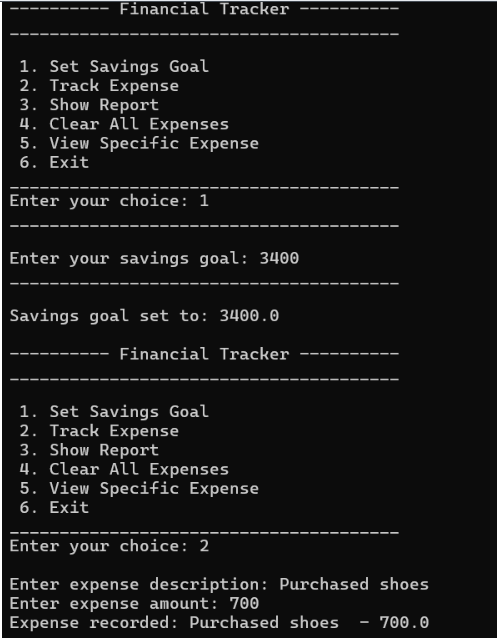 ---------- Financial Tracker ----------
---------------------------------------
1. Set Savings Goal
2. Track Expense
3. Show Report
4. Clear All Expenses
5. View Specific Expense
6. Exit
---------------------------------------
Enter your choice: 1
---------------------------------------
Enter your savings goal: 3400
---------------------------------------
Savings goal set to: 3400.0
---------- Financial Tracker ----------
---------------------------------------
1. Set Savings Goal
2. Track Expense
3. Show Report
4. Clear All Expenses
5. View Specific Expense
6. Exit
---------------------------------------
Enter your choice: 2
Enter expense description: Purchased shoes
Enter expense amount: 700
Expense recorded: Purchased shoes  - 700.0